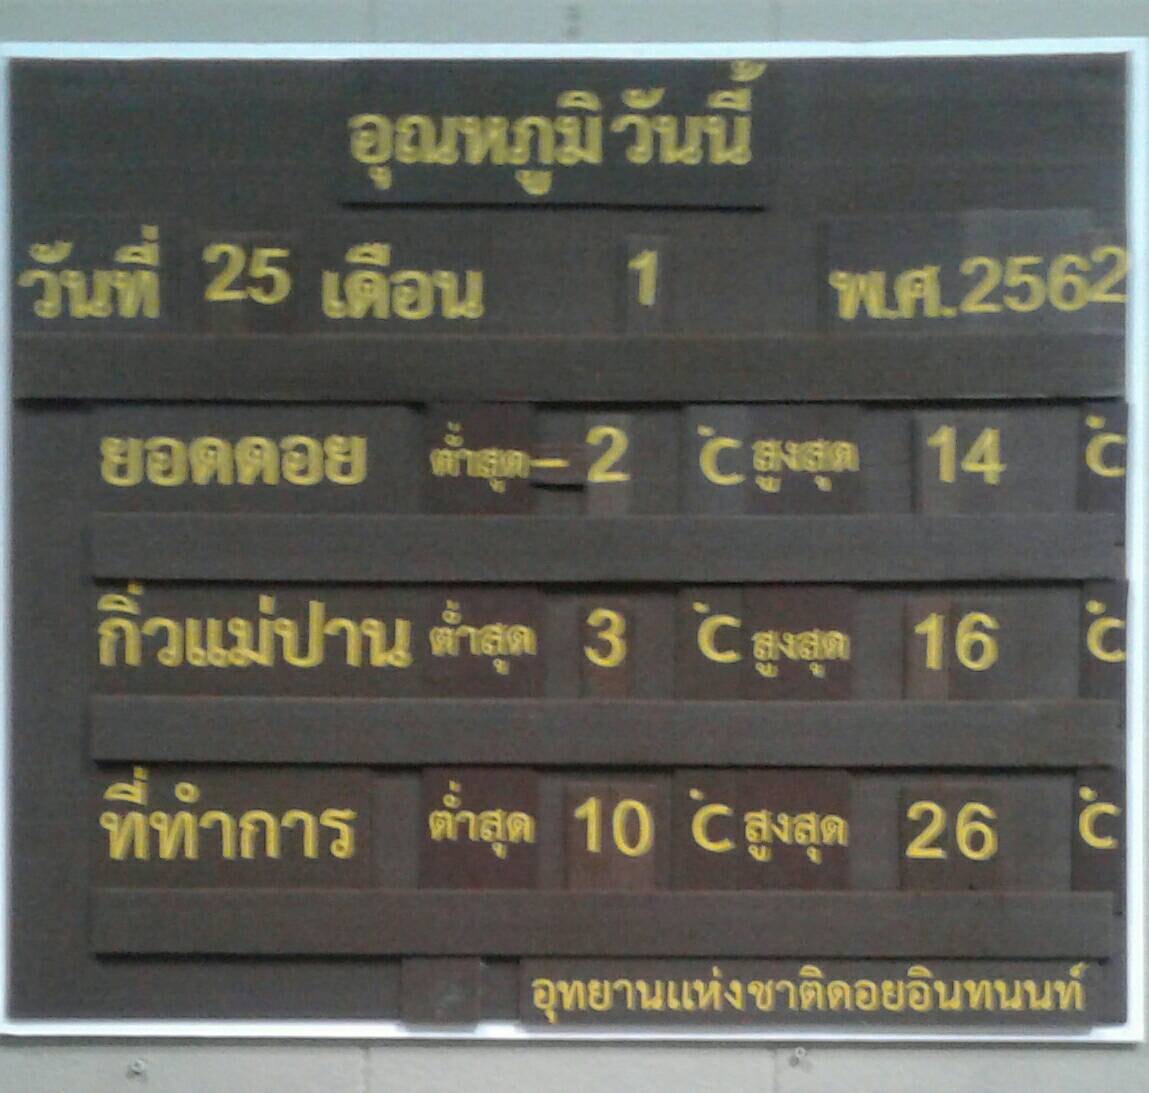 อุณหภูมิวันนี้
วันที่ 25 เดือน 1 พ.ศ.2562
ยอดดอย ต่ำสุด -2 °C สูงสุด 14 °C
กิ่วแม่ปาน ต่ำสุด 3 °C สูงสุด 16 °C
ที่ทำการ ต่ำสุด 10 °C สูงสุด 26 °C
อุทยานแห่งชาติดอยอินทนนท์